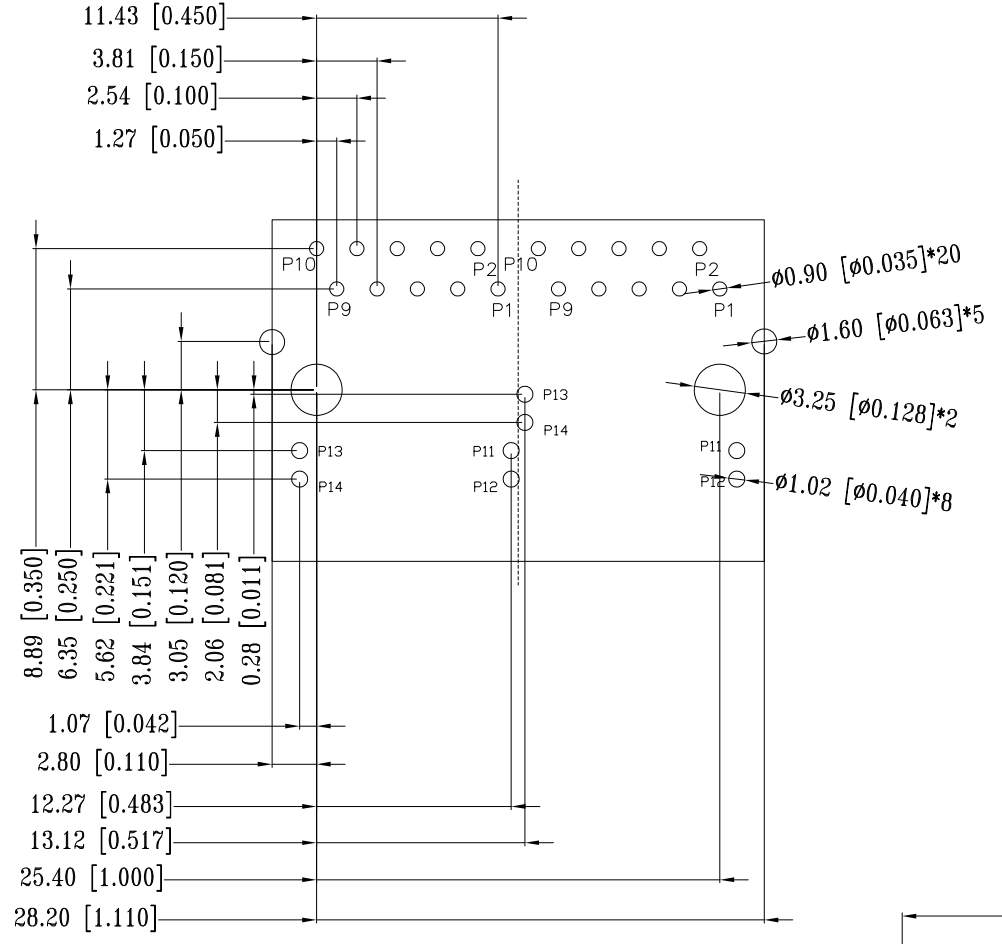 11.43 [0.450]
3.81 [0.150]
2.54 [0.100]
1.27 [0.050]
P10 P2 P10 P2
P9 P1 P9 P1
ø0.90 [ø0.035]*20
ø1.60 [ø0.063]*5
ø3.25 [ø0.128]*2
P13
P14
P13 P11 P11
P14 P12 P12
ø1.02 [ø0.040]*8
8.89 [0.350]
6.35 [0.250]
5.62 [0.221]
3.84 [0.151]
3.05 [0.120]
2.06 [0.081]
0.28 [0.011]
1.07 [0.042]
2.80 [0.110]
12.27 [0.483]
13.12 [0.517]
25.40 [1.000]
28.20 [1.110]